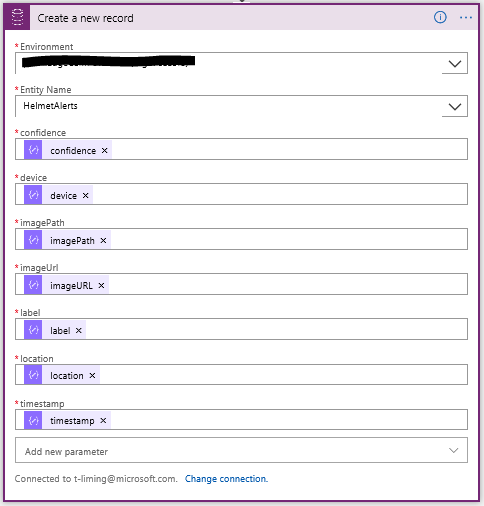 Create a new record
* Environment
* Entity Name
HelmetAlerts
* confidence
confidence ×
* device
device ×
* imagePath
imagePath ×
* imageUrl
imageURL ×
* label
label ×
* location
location ×
* timestamp
timestamp ×
Add new parameter
Connected to t-liming@microsoft.com. Change connection.